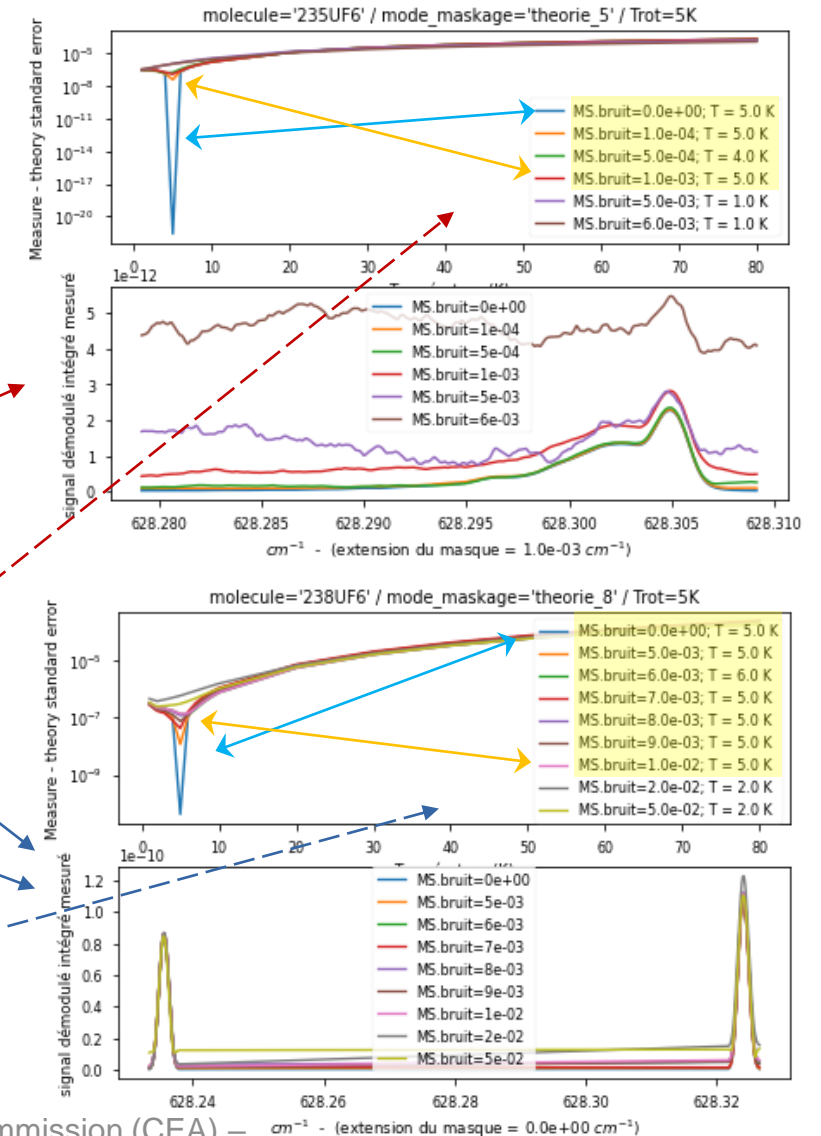 molecule='235UF6' / mode_maskage='theorie_5' / Trot=5K
Measure - theory standard error
10⁻⁵
10⁻⁸
10⁻¹¹
10⁻¹⁴
10⁻¹⁷
10⁻²⁰
MS.bruit=0.0e+00; T = 5.0 K
MS.bruit=1.0e-04; T = 5.0 K
MS.bruit=5.0e-04; T = 4.0 K
MS.bruit=1.0e-03; T = 5.0 K
MS.bruit=5.0e-03; T = 1.0 K
MS.bruit=6.0e-03; T = 1.0 K
0 10 20 30 40 50 60 70 80
1e−12
signal démodulé intégré mesuré
5
4
3
2
1
0
MS.bruit=0e+00
MS.bruit=1e-04
MS.bruit=5e-04
MS.bruit=1e-03
MS.bruit=5e-03
MS.bruit=6e-03
628.280 628.285 628.290 628.295 628.300 628.305 628.310
cm⁻¹ - (extension du masque = 1.0e-03 cm⁻¹)
molecule='238UF6' / mode_maskage='theorie_8' / Trot=5K
Measure - theory standard error
10⁻⁵
10⁻⁷
10⁻⁹
MS.bruit=0.0e+00; T = 5.0 K
MS.bruit=5.0e-03; T = 5.0 K
MS.bruit=6.0e-03; T = 6.0 K
MS.bruit=7.0e-03; T = 5.0 K
MS.bruit=8.0e-03; T = 5.0 K
MS.bruit=9.0e-03; T = 5.0 K
MS.bruit=1.0e-02; T = 5.0 K
MS.bruit=2.0e-02; T = 2.0 K
MS.bruit=5.0e-02; T = 2.0 K
0 10 20 30 40 50 60 70 80
1e−10
signal démodulé intégré mesuré
1.2
1.0
0.8
0.6
0.4
0.2
0.0
MS.bruit=0e+00
MS.bruit=5e-03
MS.bruit=6e-03
MS.bruit=7e-03
MS.bruit=8e-03
MS.bruit=9e-03
MS.bruit=1e-02
MS.bruit=2e-02
MS.bruit=5e-02
628.24 628.26 628.28 628.30 628.32
cm⁻¹ - (extension du masque = 0.0e+00 cm⁻¹)
mmission (CEA) –